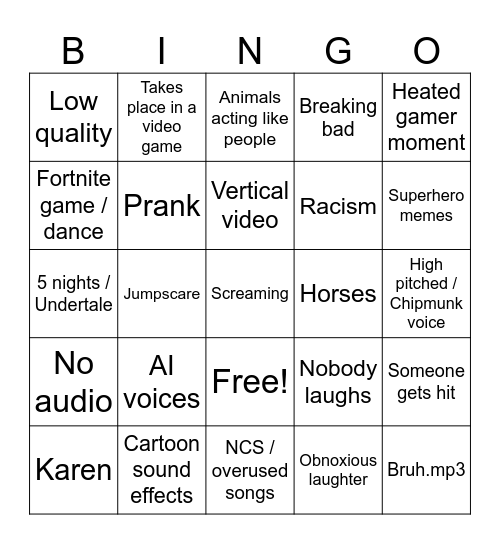 B I N G O
Low
quality
Takes
place in a
video
game
Animals
acting like
people
Breaking
bad
Heated
gamer
moment
Fortnite
game /
dance
Prank
Vertical
video
Racism
Superhero
memes
5 nights /
Undertale
Jumpscare
Screaming
Horses
High
pitched /
Chipmunk
voice
No
audio
AI
voices
Free!
Nobody
laughs
Someone
gets hit
Karen
Cartoon
sound
effects
NCS /
overused
songs
Obnoxious
laughter
Bruh.mp3